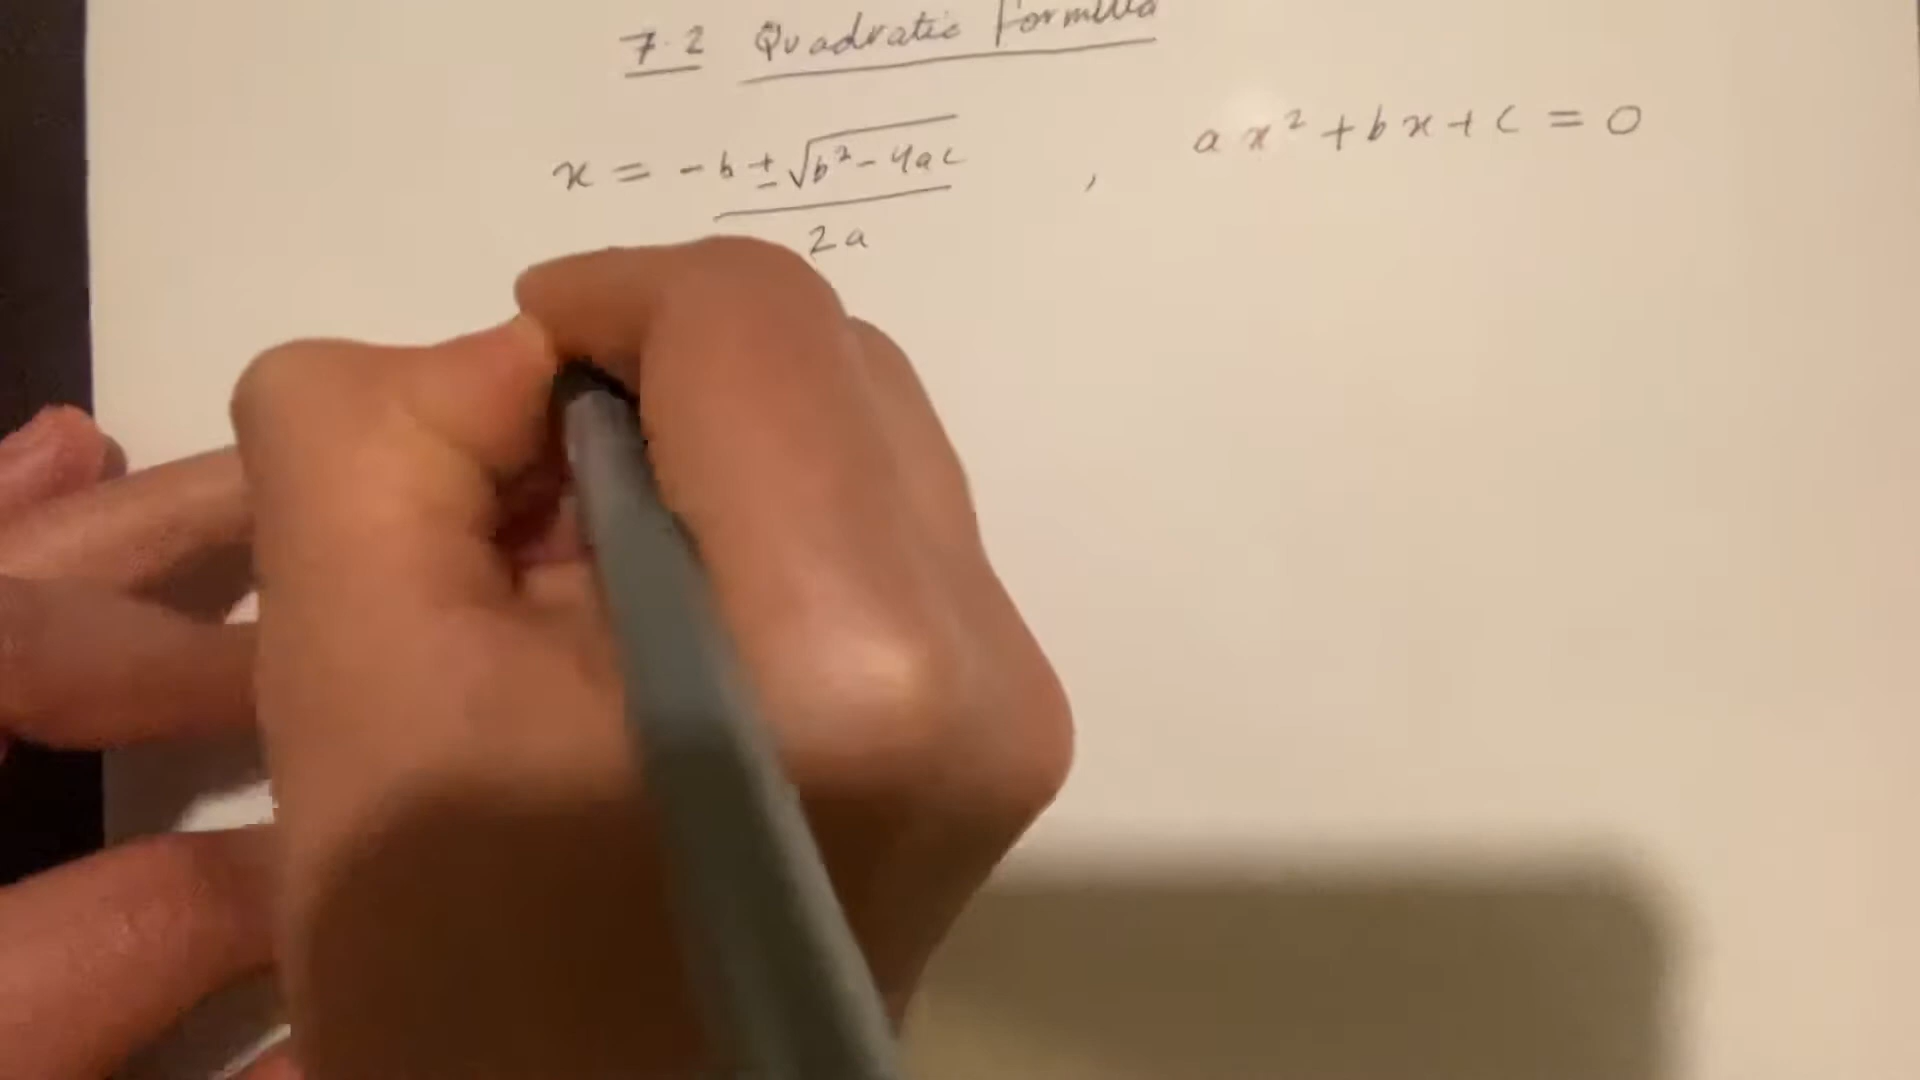 7.2 Quadratic Formula
x = -b ± √b² - 4ac / 2a , ax² + bx + c = 0